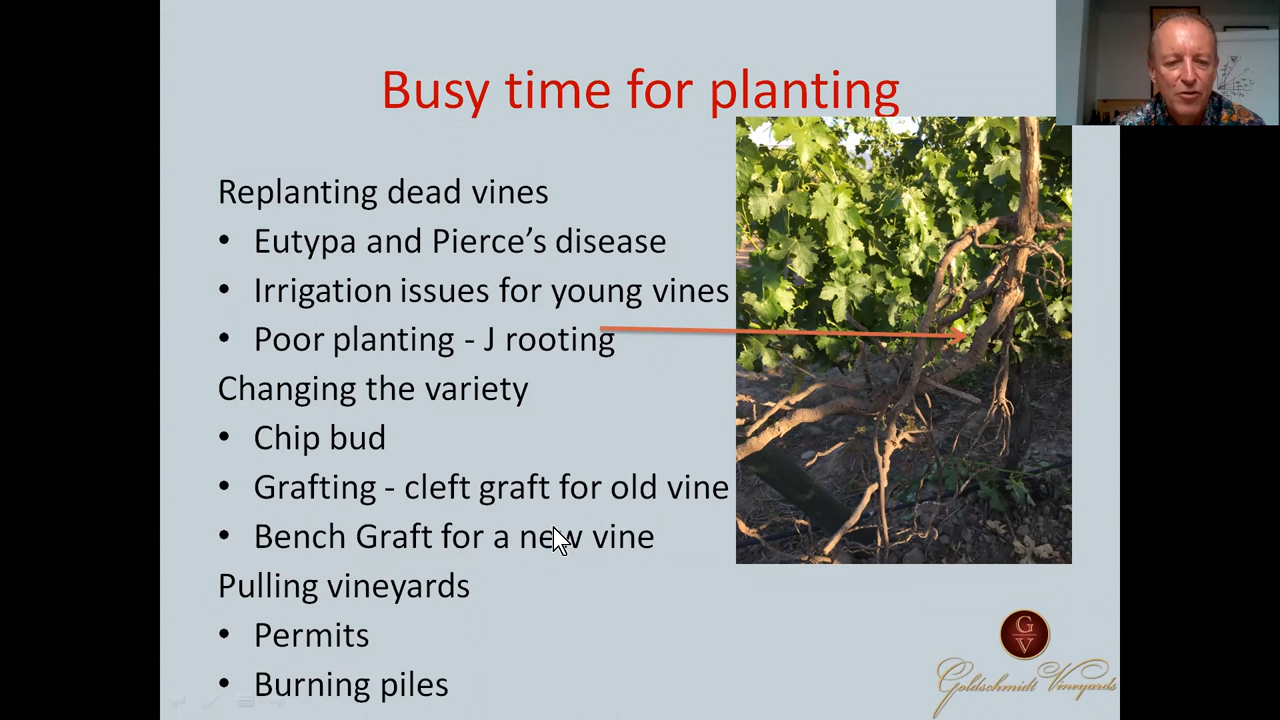 Busy time for planting
Replanting dead vines
• Eutypa and Pierce’s disease
• Irrigation issues for young vines
• Poor planting - J rooting
Changing the variety
• Chip bud
• Grafting - cleft graft for old vine
• Bench Graft for a new vine
Pulling vineyards
• Permits
• Burning piles
G
V
Goldschmidt Vineyards